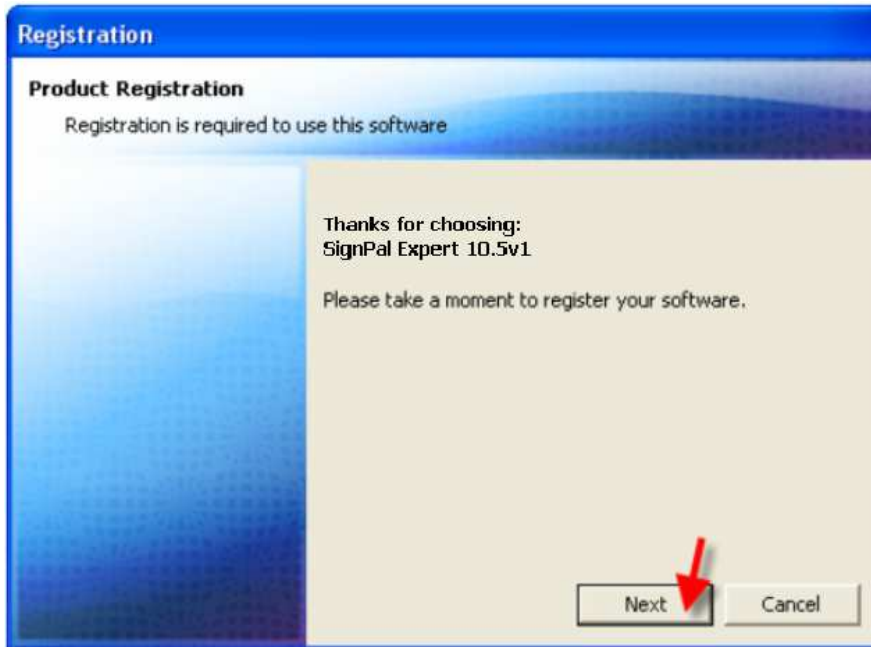 Registration
Product Registration
Registration is required to use this software
Thanks for choosing:
SignPal Expert 10.5v1
Please take a moment to register your software.
Next
Cancel